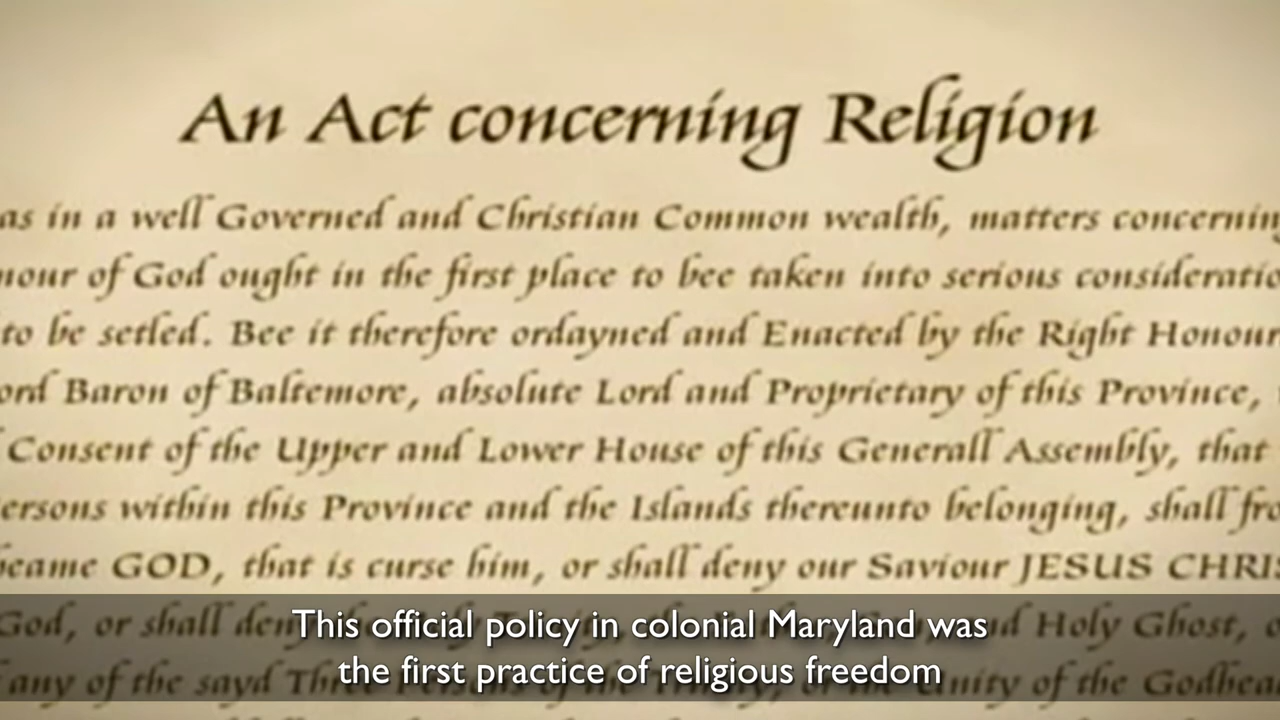 An Act concerning Religion
as in a well Governed and Christian Common wealth, matters concerning
nour of God ought in the first place to bee taken into serious consideratio
to be setled. Bee it therefore ordayned and Enacted by the Right Honour
ord Baron of Baltemore, absolute Lord and Proprietary of this Province,
Consent of the Upper and Lower House of this Generall Assembly, that
ersons within this Province and the Islands thereunto belonging, shall fro
heame GOD, that is curse him, or shall deny our Saviour JESUS CHRIS
God, or shall den
This official policy in colonial Maryland was
nd Holy Ghost, o
the first practice of religious freedom
any of the sayd Th
nity of the Godhea